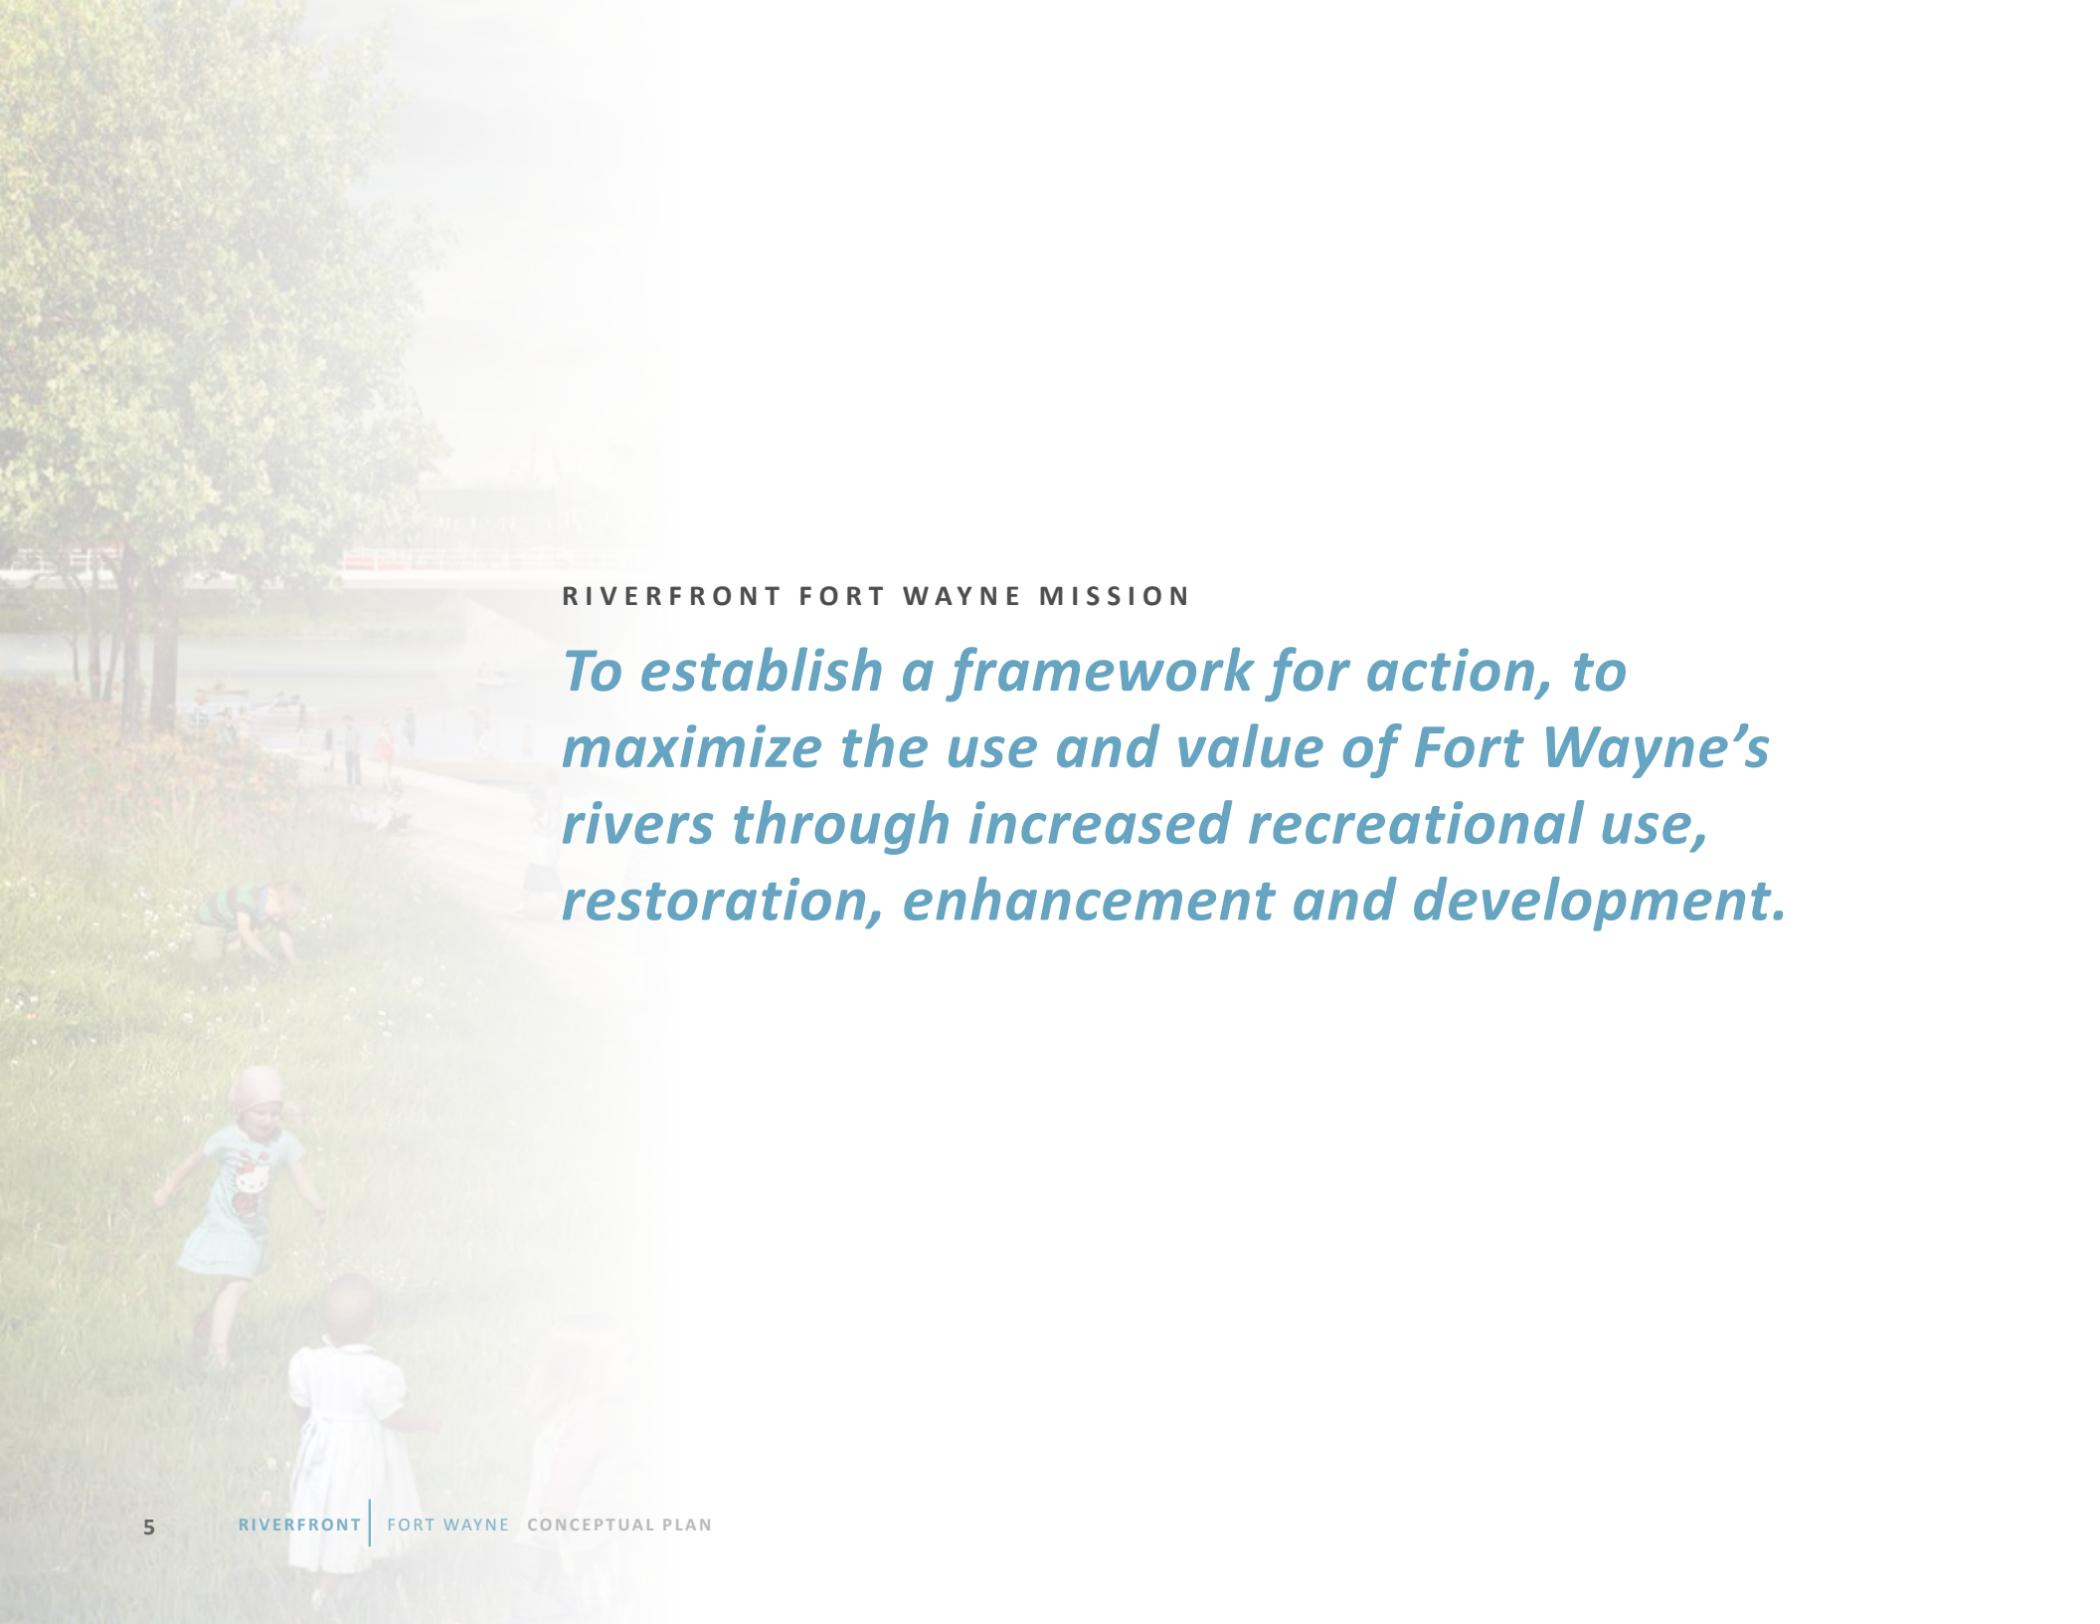 RIVERFRONT FORT WAYNE MISSION
To establish a framework for action, to
maximize the use and value of Fort Wayne’s
rivers through increased recreational use,
restoration, enhancement and development.
5 RIVERFRONT FORT WAYNE CONCEPTUAL PLAN